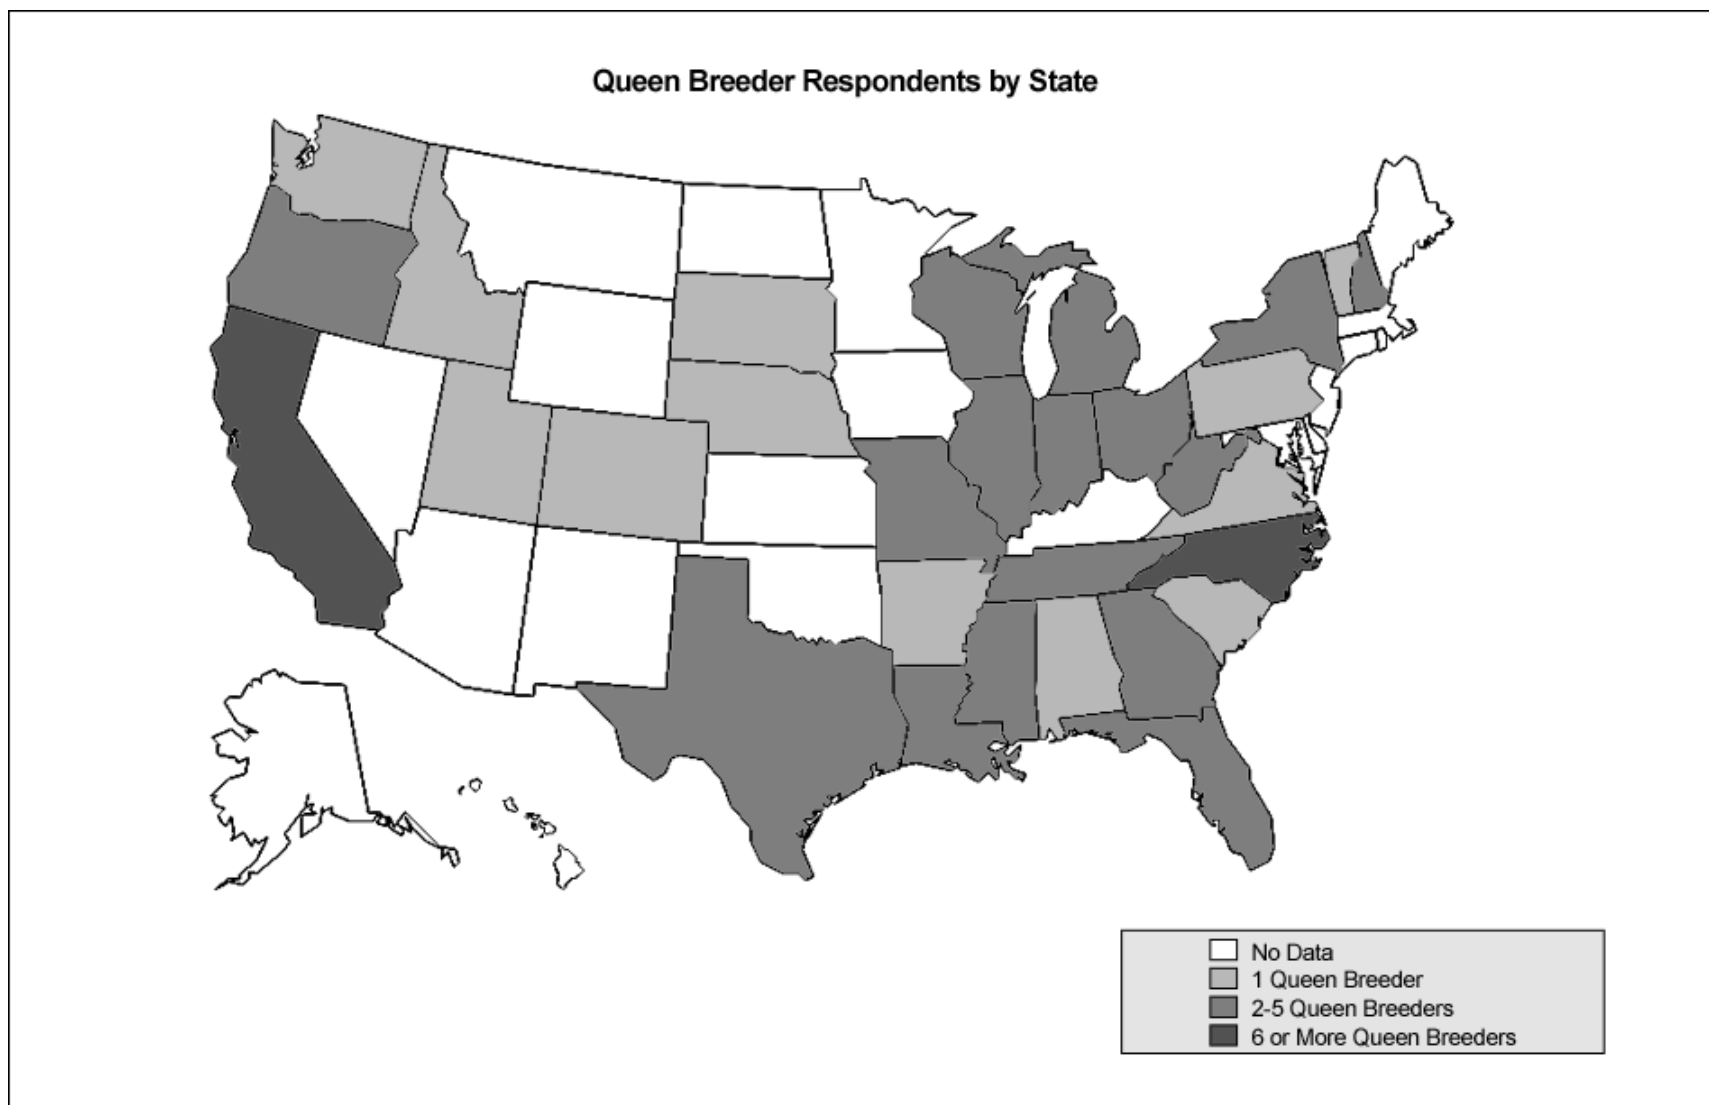 Queen Breeder Respondents by State
No Data
1 Queen Breeder
2-5 Queen Breeders
6 or More Queen Breeders